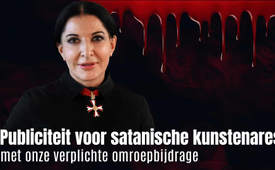 Publiciteit voor satanische kunstenares
met onze verplichte omroepbijdrage